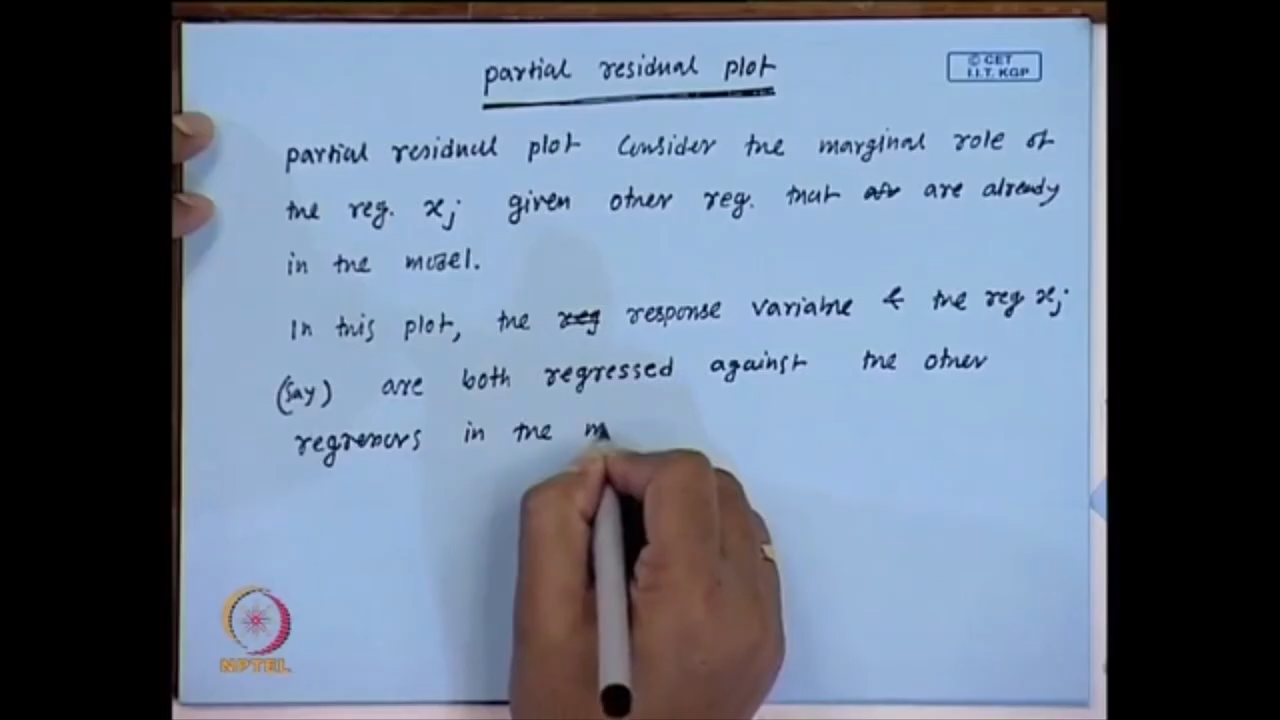 partial residual plot
© CET
I.I.T. KGP
partial residual plot consider the marginal role of
the reg. xj given other reg. that are already
in the model.
In this plot, the response variable & the reg xj
(say) are both regressed against the other
regressors in the m
NPTEL